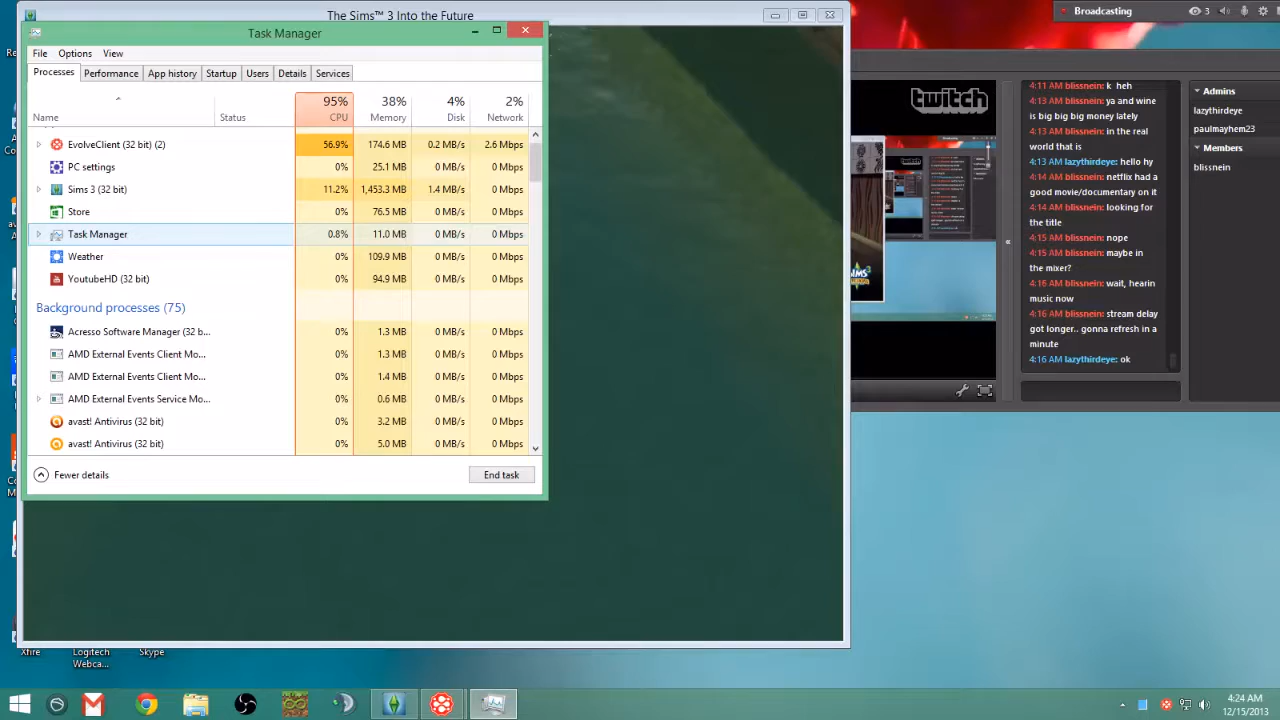 The Sims™ 3 Into the Future
Task Manager
File Options View
Processes Performance App history Startup Users Details Services
95% 38% 4% 2%
Name Status CPU Memory Disk Network
EvolveClient (32 bit) (2) 56.9% 174.6 MB 0.2 MB/s 2.6 Mbps
PC settings 0% 25.1 MB 0 MB/s 0 Mbps
Sims 3 (32 bit) 11.2% 1,453.3 MB 1.4 MB/s 0 Mbps
Store 0% 76.5 MB 0 MB/s 0 Mbps
Task Manager 0.8% 11.0 MB 0 MB/s 0 Mbps
Weather 0% 109.9 MB 0 MB/s 0 Mbps
YoutubeHD (32 bit) 0% 94.9 MB 0 MB/s 0 Mbps
Background processes (75)
Acresso Software Manager (32 b... 0% 1.3 MB 0 MB/s 0 Mbps
AMD External Events Client Mo... 0% 1.3 MB 0 MB/s 0 Mbps
AMD External Events Client Mo... 0% 1.4 MB 0 MB/s 0 Mbps
AMD External Events Service Mo... 0% 0.6 MB 0 MB/s 0 Mbps
avast! Antivirus (32 bit) 0% 3.2 MB 0 MB/s 0 Mbps
avast! Antivirus (32 bit) 0% 5.0 MB 0 MB/s 0 Mbps
Fewer details End task
Broadcasting 3
twitch
4:11 AM blissnein: k heh
4:13 AM blissnein: ya and wine
is big big big money lately
4:13 AM blissnein: in the real
world that is
4:13 AM lazythirdeye: hello hy
4:14 AM blissnein: netflix had a
good movie/documentary on it
4:14 AM blissnein: looking for
the title
4:15 AM blissnein: nope
4:15 AM blissnein: maybe in
the mixer?
4:16 AM blissnein: wait, hearin
music now
4:16 AM blissnein: stream delay
got longer.. gonna refresh in a
minute
4:16 AM lazythirdeye: ok
Admins
lazythirdeye
paulmayhem23
Members
blissnein
Xfire
Logitech
Webca...
Skype
4:24 AM
12/15/2013